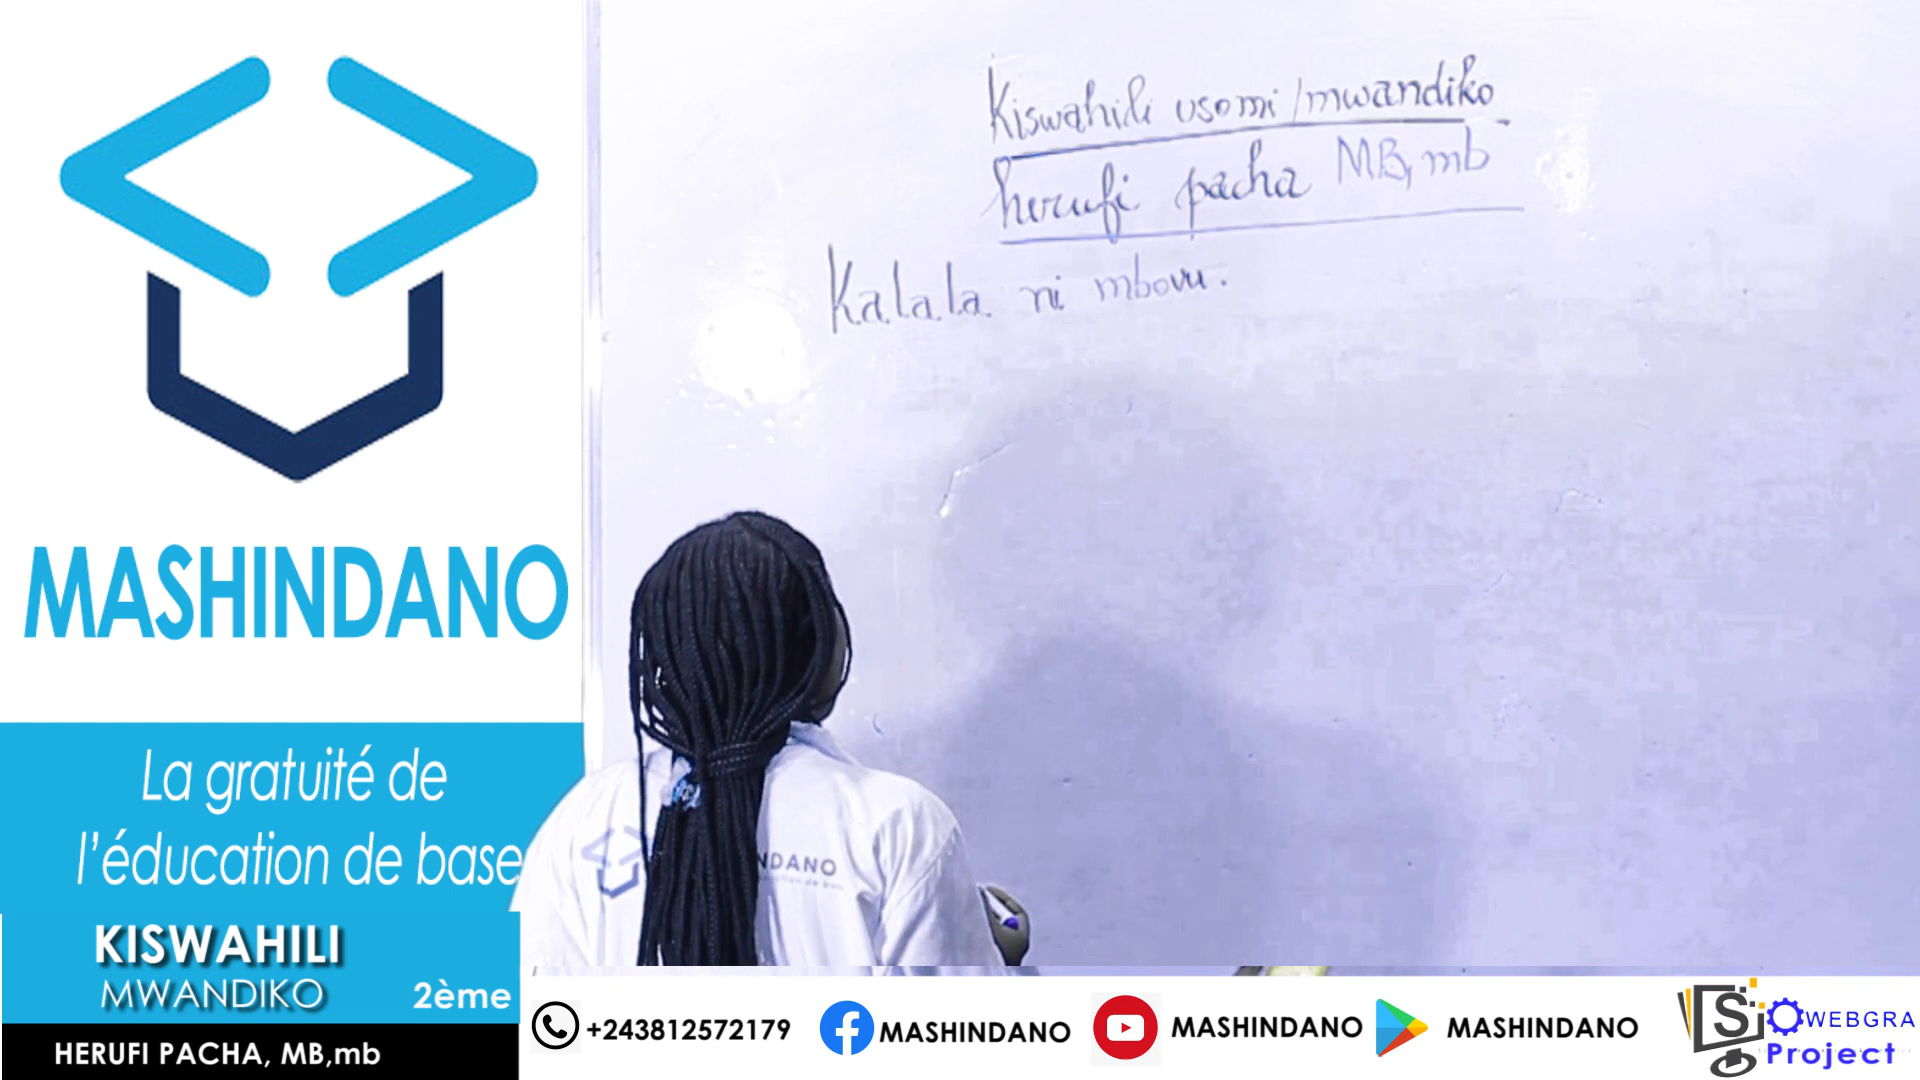 MASHINDANO
La gratuité de
l'éducation de base
KISWAHILI
MWANDIKO
2ème
HERUFI PACHA, MB,mb
Kiswahili usomi/mwandiko
herufi pacha MB, mb
Kalala ni mbovu.
NDANO
+243812572179
MASHINDANO
MASHINDANO
MASHINDANO
S
WEBGRA
Project